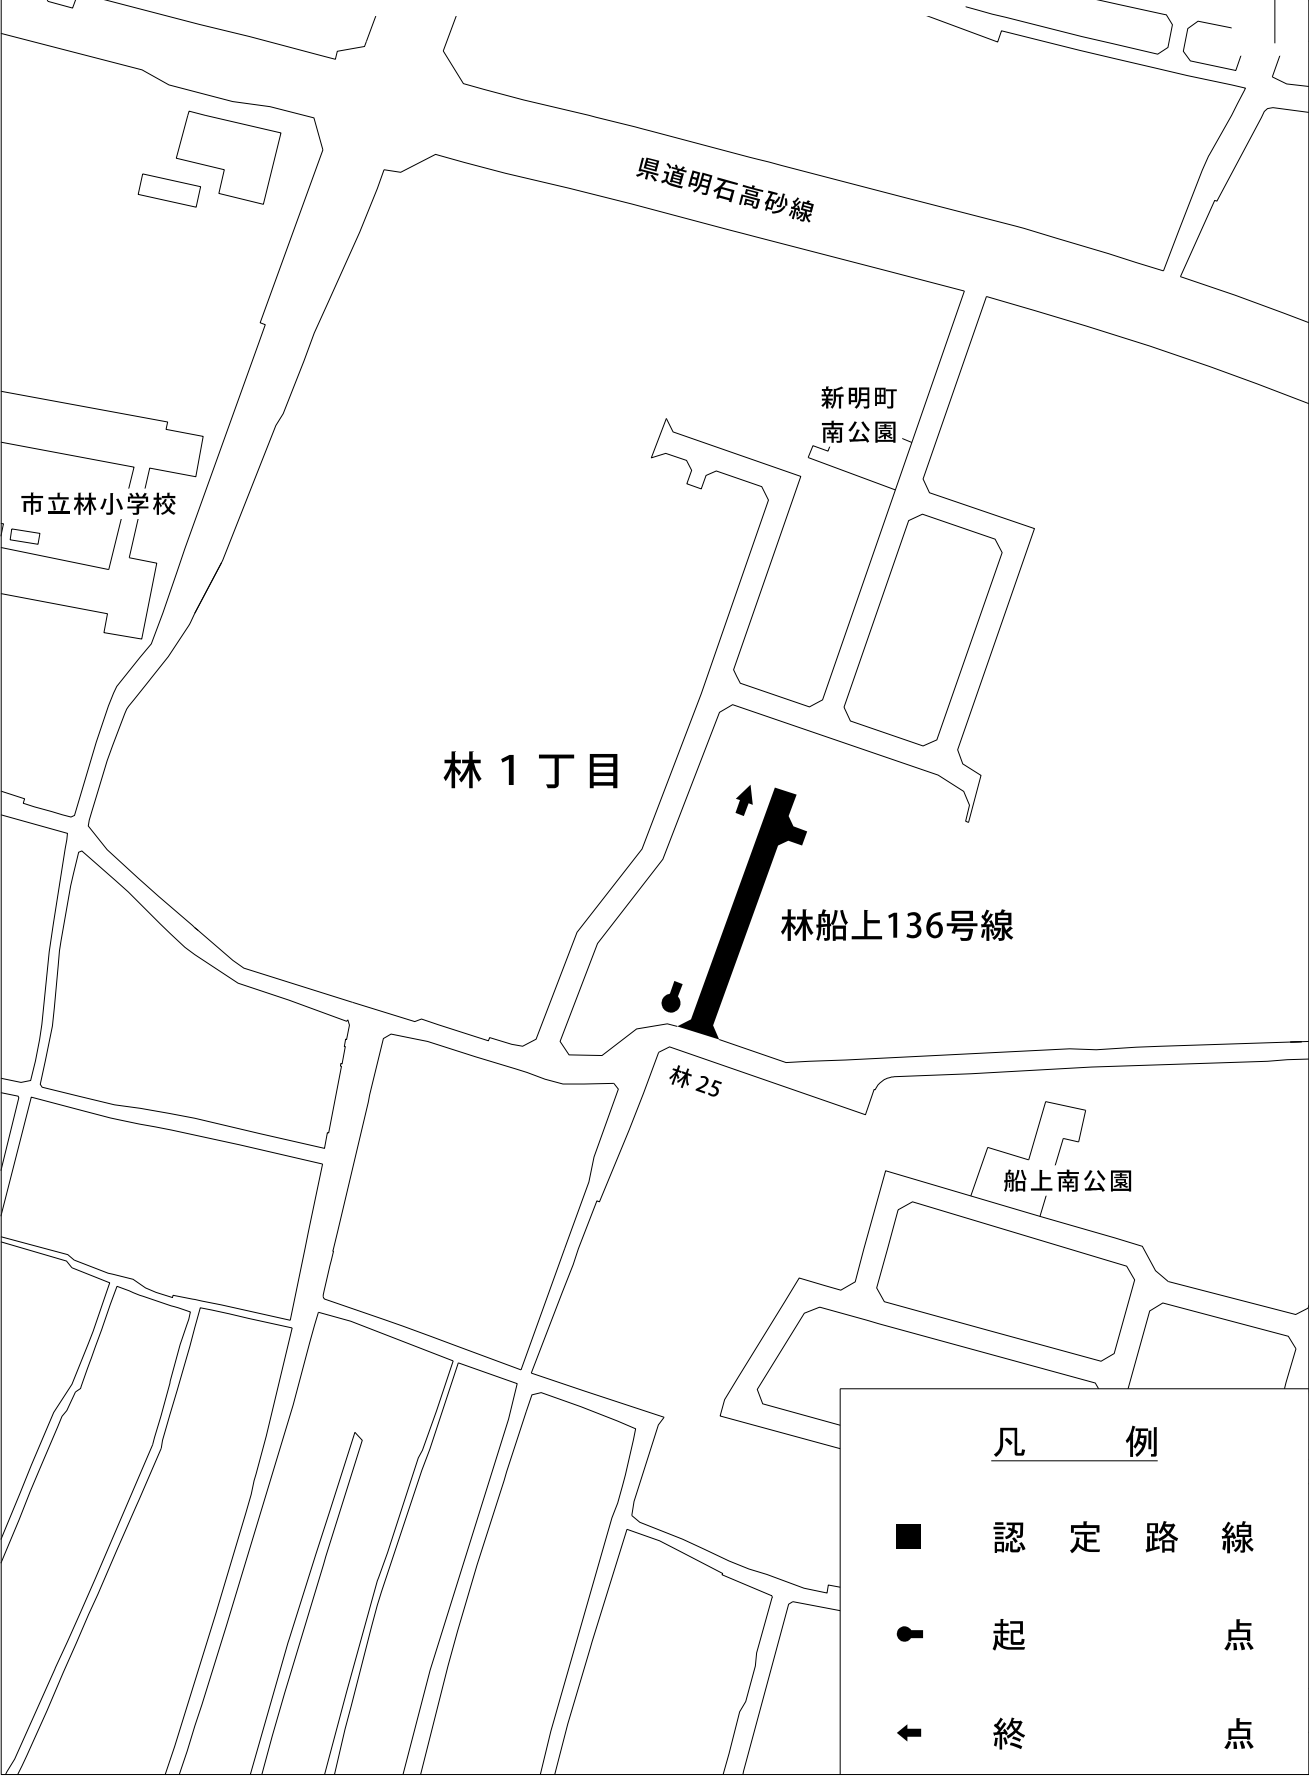 県道明石高砂線
新明町
南公園
市立林小学校
林1丁目
林船上136号線
林 25
船上南公園
凡例
認定路線
起点
終点